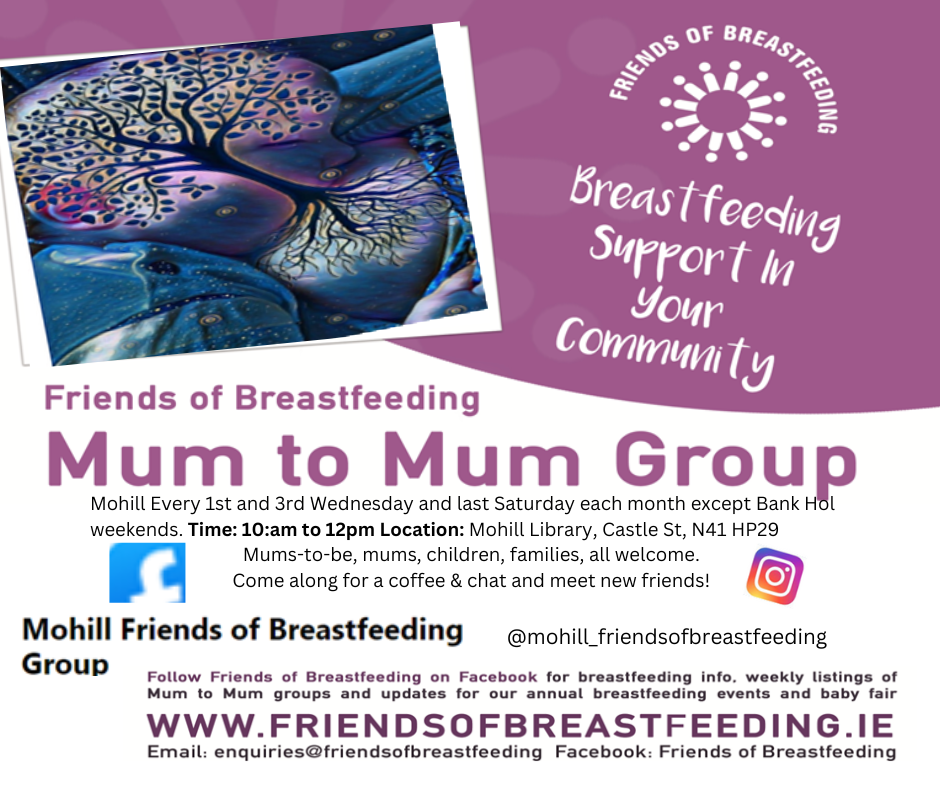 FRIENDS OF BREASTFEEDING
Breastfeeding
Support In
Your
Community
Friends of Breastfeeding
Mum to Mum Group
Mohill Every 1st and 3rd Wednesday and last Saturday each month except Bank Hol
weekends. Time: 10:am to 12pm Location: Mohill Library, Castle St, N41 HP29
Mums-to-be, mums, children, families, all welcome.
Come along for a coffee & chat and meet new friends!
Mohill Friends of Breastfeeding
Group
@mohill_friendsofbreastfeeding
Follow Friends of Breastfeeding on Facebook for breastfeeding info, weekly listings of
Mum to Mum groups and updates for our annual breastfeeding events and baby fair
WWW.FRIENDSOFBREASTFEEDING.IE
Email: enquiries@friendsofbreastfeeding Facebook: Friends of Breastfeeding